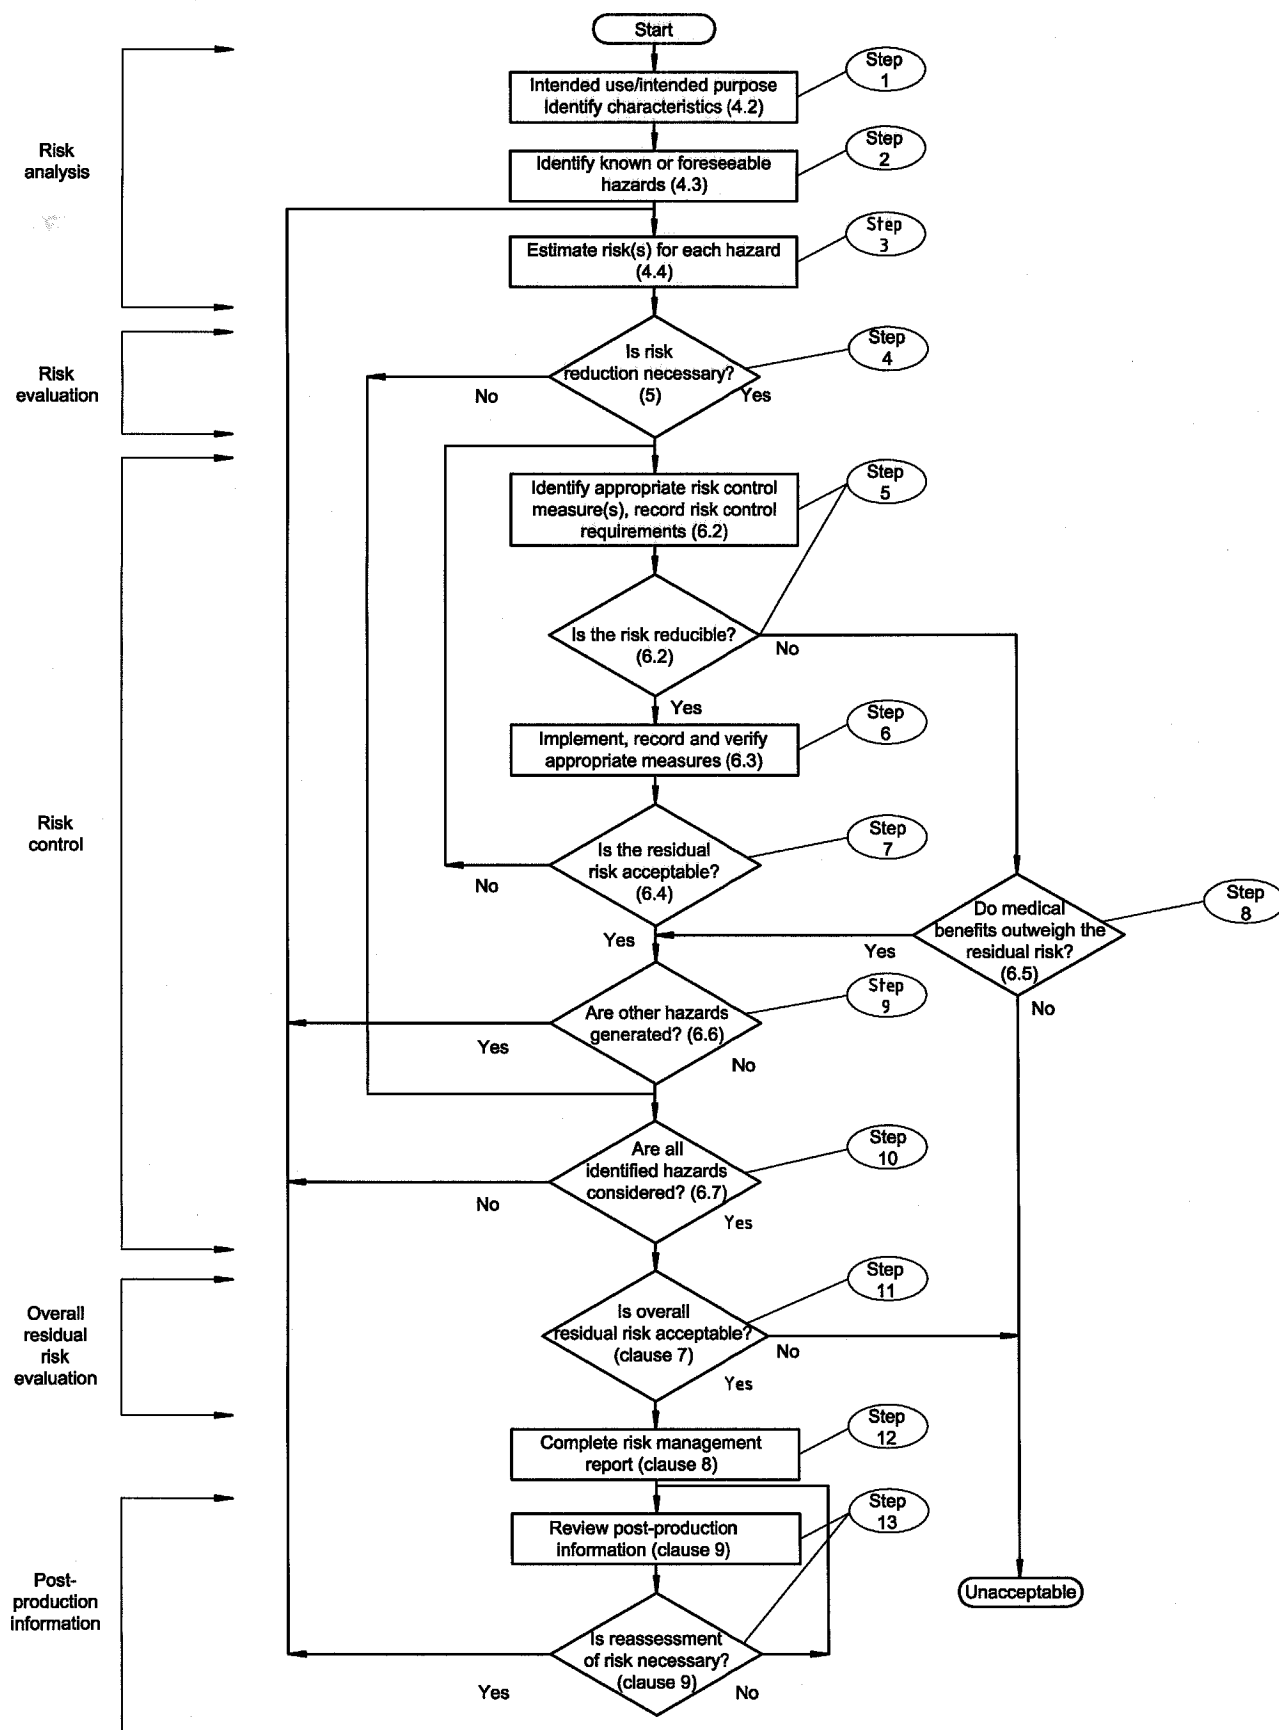 Start
Step
1
Intended use/intended purpose
Identify characteristics (4.2)
Risk
analysis
Step
2
Identify known or foreseeable
hazards (4.3)
Step
3
Estimate risk(s) for each hazard
(4.4)
Risk
evaluation
Step
4
Is risk
reduction necessary?
(5)
No
Yes
Step
5
Identify appropriate risk control
measure(s), record risk control
requirements (6.2)
Is the risk reducible?
(6.2)
No
Yes
Step
6
Implement, record and verify
appropriate measures (6.3)
Risk
control
Step
7
Is the residual
risk acceptable?
(6.4)
No
Yes
Step
8
Do medical
benefits outweigh the
residual risk?
(6.5)
Yes
No
Step
9
Are other hazards
generated? (6.6)
Yes
No
Step
10
Are all
identified hazards
considered? (6.7)
No
Yes
Overall
residual
risk
evaluation
Step
11
Is overall
residual risk acceptable?
(clause 7)
No
Yes
Step
12
Complete risk management
report (clause 8)
Step
13
Review post-production
information (clause 9)
Post-
production
information
Unacceptable
Is reassessment
of risk necessary?
(clause 9)
Yes
No